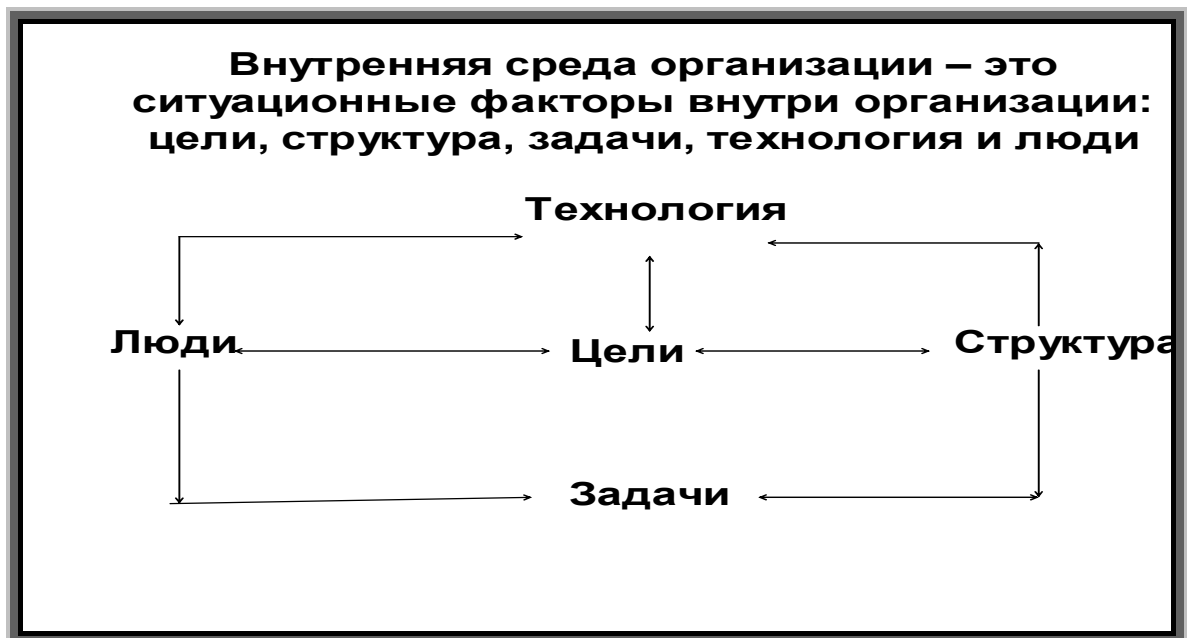 Внутренняя среда организации – это
ситуационные факторы внутри организации:
цели, структура, задачи, технология и люди
Технология
Люди
Цели
Структура
Задачи